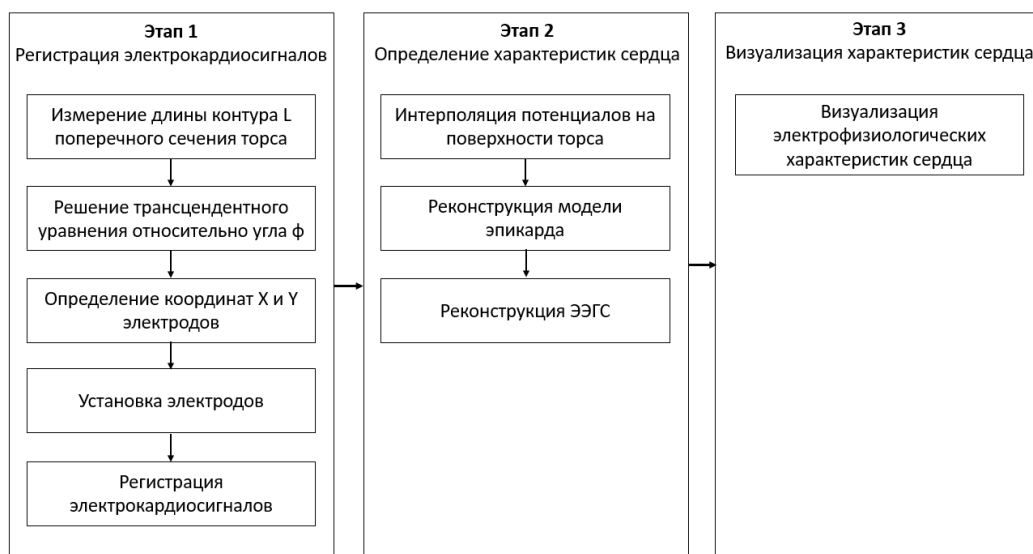 Этап 1
Регистрация электрокардиосигналов
Измерение длины контура L
поперечного сечения торса
Решение трансцендентного
уравнения относительно угла ф
Определение координат X и Y
электродов
Установка электродов
Регистрация
электрокардиосигналов
Этап 2
Определение характеристик сердца
Интерполяция потенциалов на
поверхности торса
Реконструкция модели
эпикарда
Реконструкция ЭЭГС
Этап 3
Визуализация характеристик сердца
Визуализация
электрофизиологических
характеристик сердца